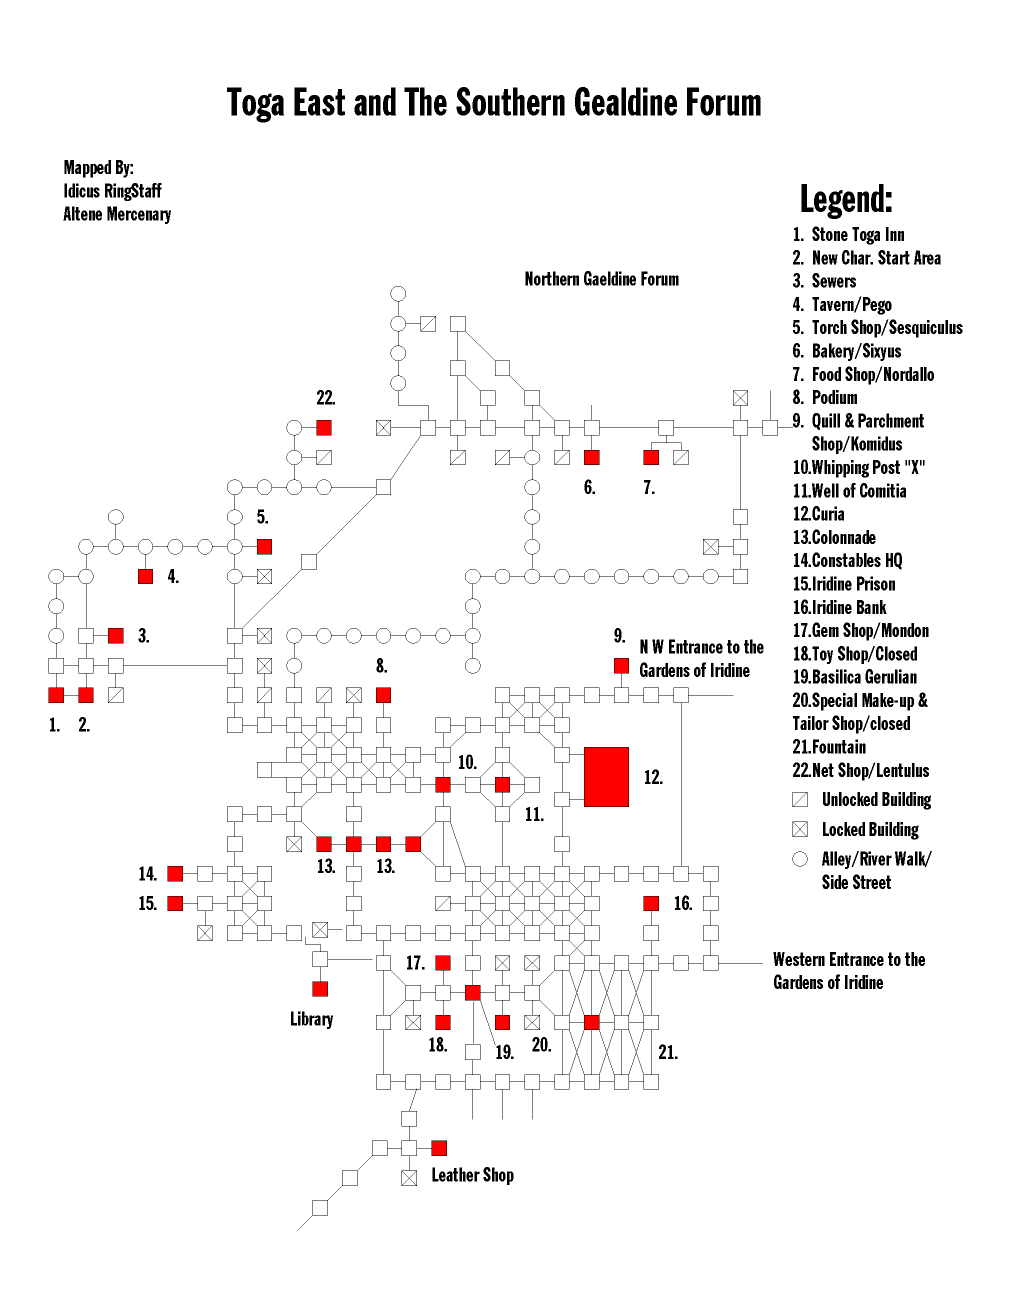 Toga East and The Southern Gealdine Forum
Mapped By:
Idicus RingStaff
Altene Mercenary
Legend:
1. Stone Toga Inn
2. New Char. Start Area
3. Sewers
4. Tavern/Pego
5. Torch Shop/Sesquiculus
6. Bakery/Sixyus
7. Food Shop/Nordallo
8. Podium
9. Quill & Parchment
Shop/Komidus
10.Whipping Post "X"
11.Well of Comitia
12.Curia
13.Colonnade
14.Constables HQ
15.Iridine Prison
16.Iridine Bank
17.Gem Shop/Mondon
18.Toy Shop/Closed
19.Basilica Gerulian
20.Special Make-up &
Tailor Shop/closed
21.Fountain
22.Net Shop/Lentulus
Unlocked Building
Locked Building
Alley/River Walk/
Side Street
Northern Gaeldine Forum
22.
6.
7.
5.
4.
3.
9.
N W Entrance to the
Gardens of Iridine
8.
1.
2.
10.
12.
11.
13.
13.
14.
15.
16.
17.
Western Entrance to the
Gardens of Iridine
Library
18.
19.
20.
21.
Leather Shop